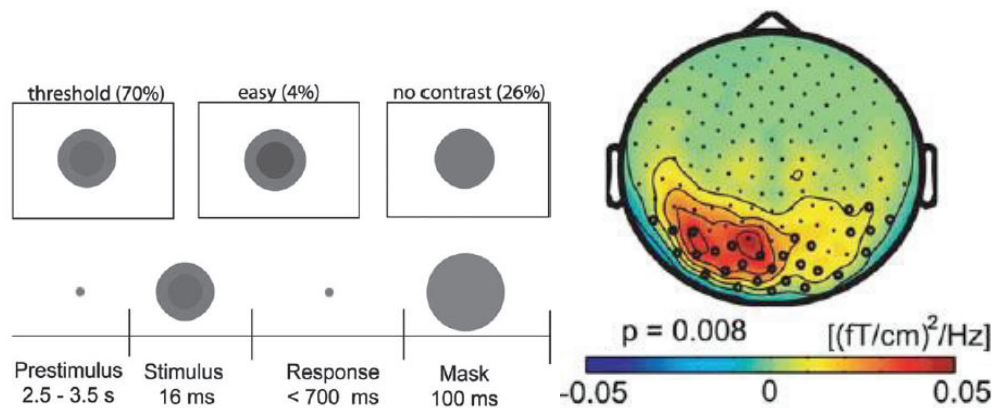 threshold (70%) easy (4%) no contrast (26%)
Prestimulus Stimulus Response Mask
2.5 - 3.5 s 16 ms < 700 ms 100 ms
p = 0.008 [(fT/cm)2/Hz]
-0.05 0 0.05